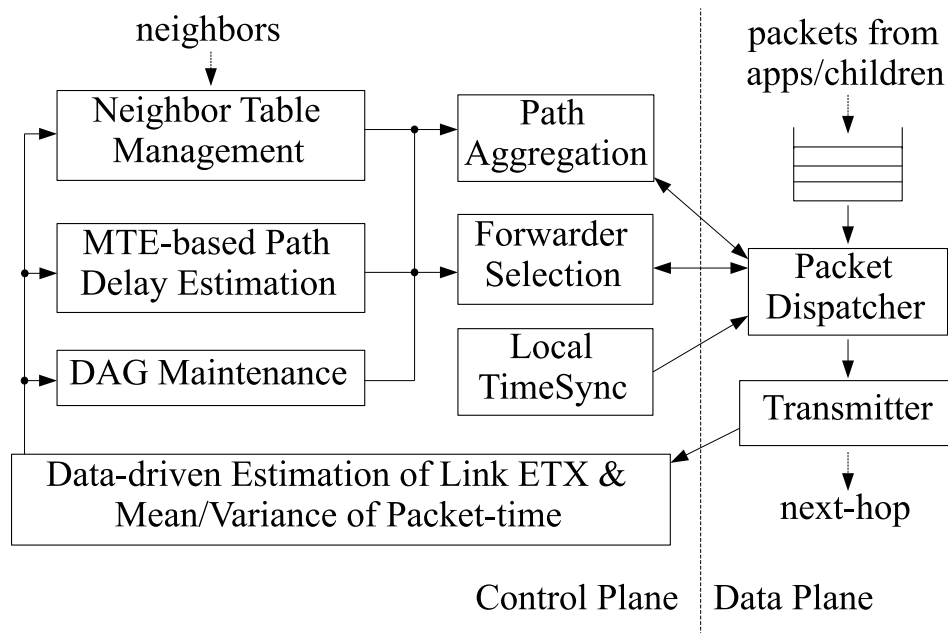 neighbors
packets from
apps/children
Neighbor Table
Management
Path
Aggregation
MTE-based Path
Delay Estimation
Forwarder
Selection
Packet
Dispatcher
DAG Maintenance
Local
TimeSync
Transmitter
Data-driven Estimation of Link ETX &
Mean/Variance of Packet-time
next-hop
Control Plane
Data Plane